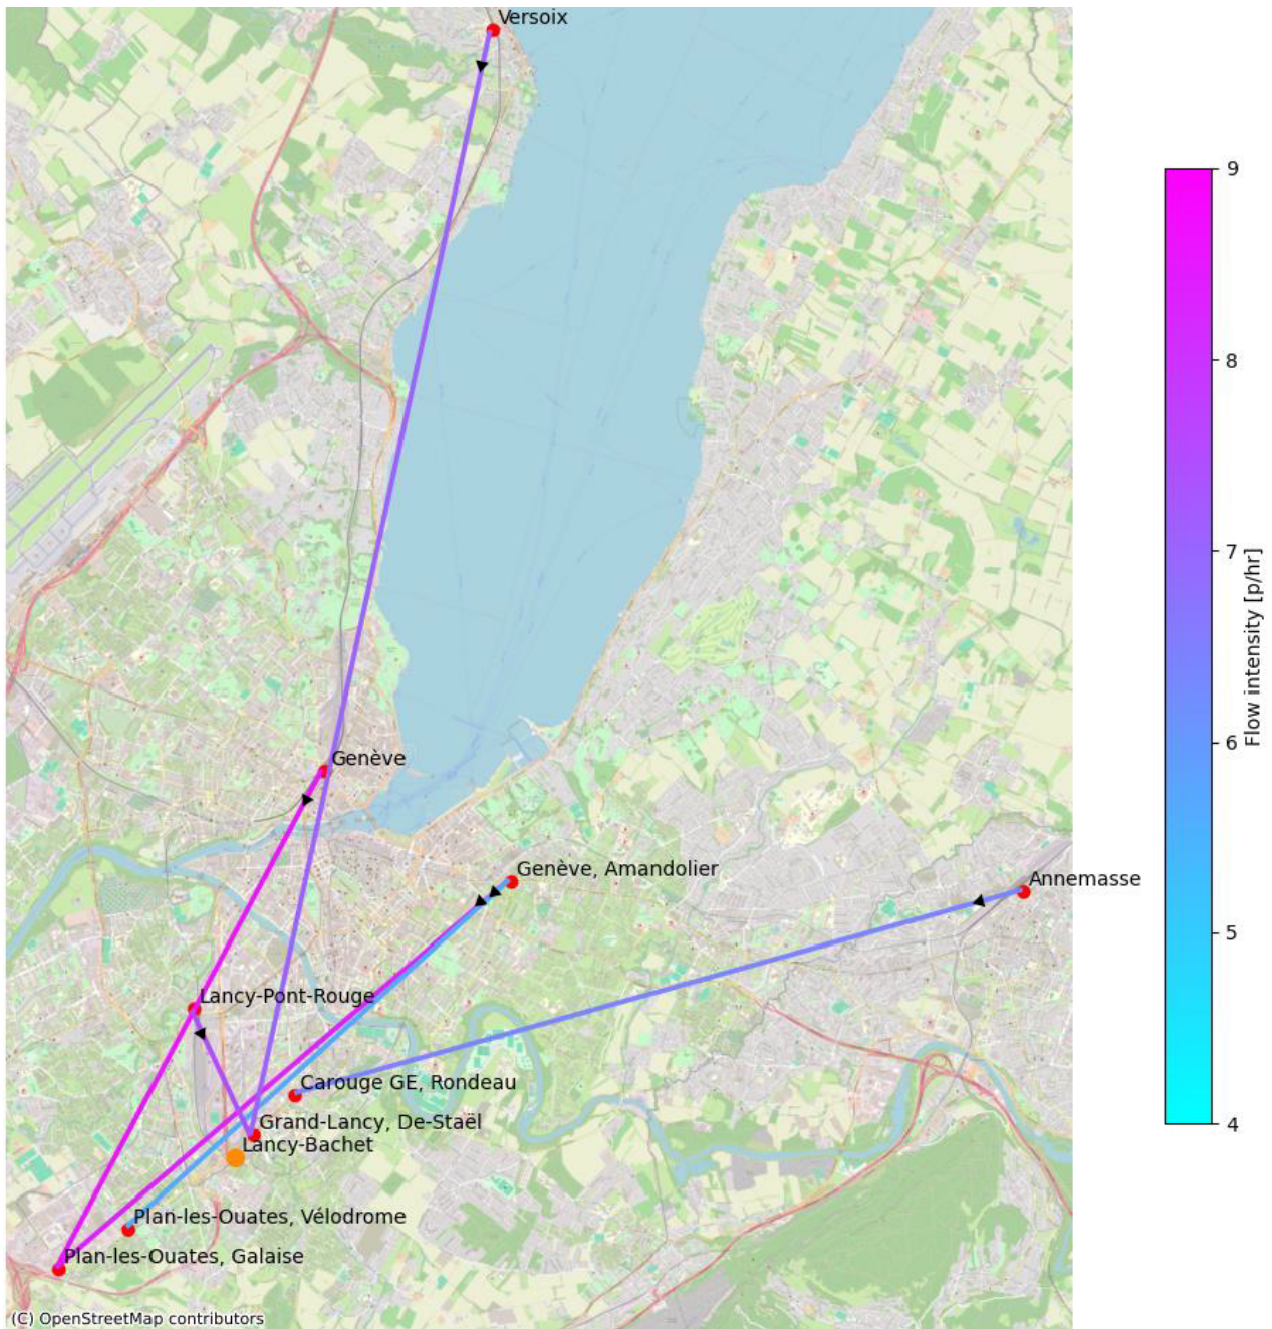 Versoix
9
8
7
Flow intensity [p/hr]
6
5
4
Genève
Genève, Amandolier
Annemasse
Lancy-Pont-Rouge
Carouge GE, Rondeau
Grand-Lancy, De-Staël
Lancy-Bachet
Plan-les-Ouates, Vélodrome
Plan-les-Ouates, Galaise
(C) OpenStreetMap contributors